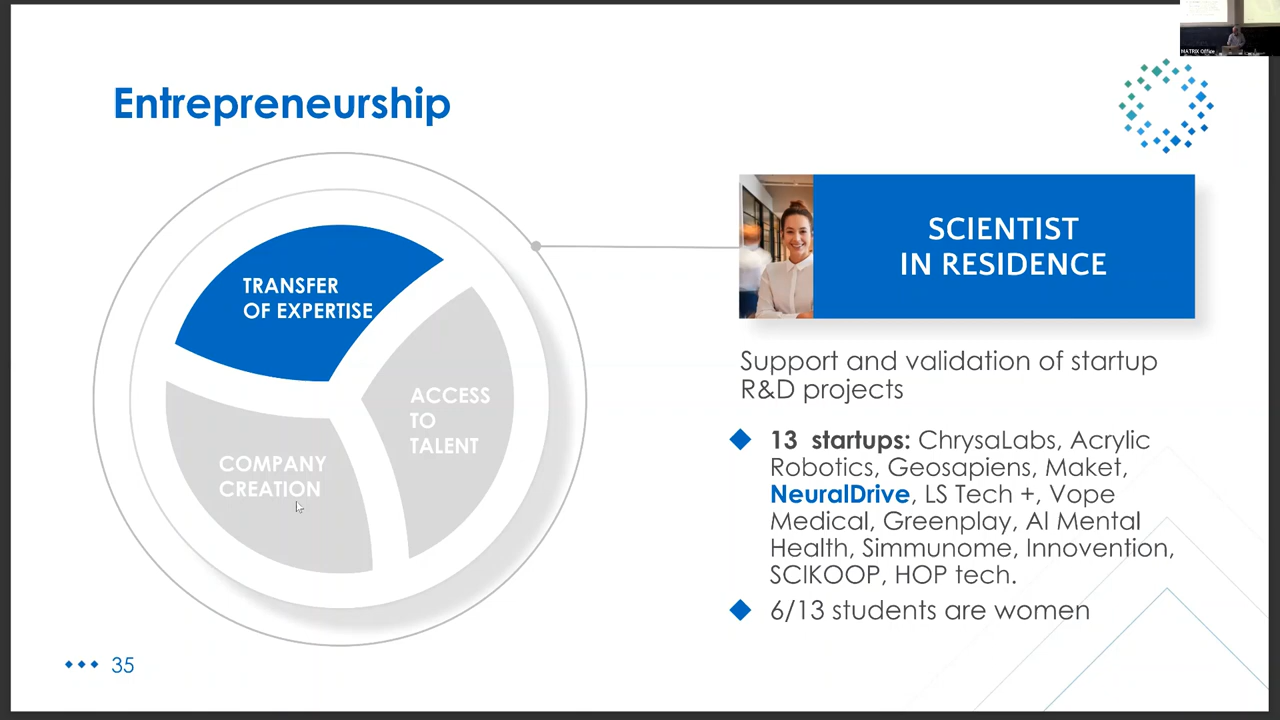 MATRIX Office
Entrepreneurship
TRANSFER
OF EXPERTISE
ACCESS
TO
TALENT
COMPANY
CREATION
SCIENTIST
IN RESIDENCE
Support and validation of startup
R&D projects
13 startups: ChrysaLabs, Acrylic
Robotics, Geosapiens, Maket,
NeuralDrive, LS Tech +, Vope
Medical, Greenplay, AI Mental
Health, Simmunome, Innovention,
SCIKOOP, HOP tech.
6/13 students are women
35